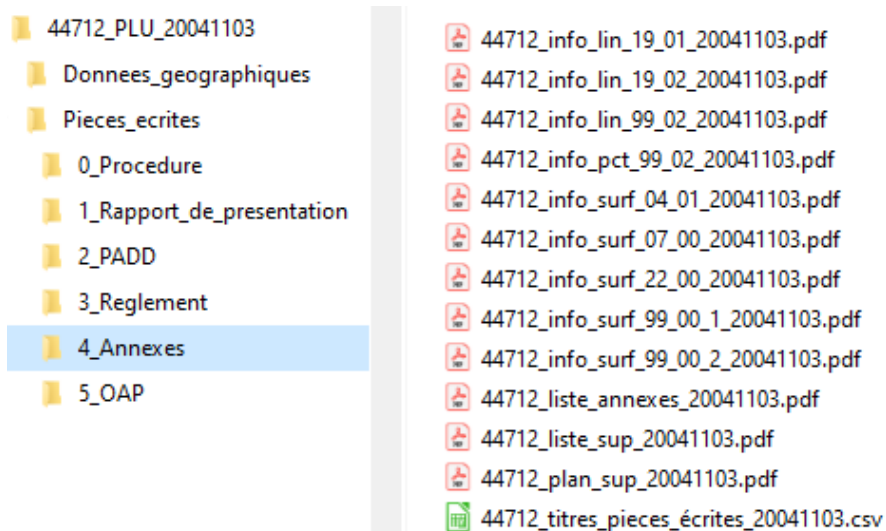 44712_PLU_20041103
Donnees_geographiques
Pieces_ecrites
0_Procedure
1_Rapport_de_presentation
2_PADD
3_Reglement
4_Annexes
5_OAP
44712_info_lin_19_01_20041103.pdf
44712_info_lin_19_02_20041103.pdf
44712_info_lin_99_02_20041103.pdf
44712_info_pct_99_02_20041103.pdf
44712_info_surf_04_01_20041103.pdf
44712_info_surf_07_00_20041103.pdf
44712_info_surf_22_00_20041103.pdf
44712_info_surf_99_00_1_20041103.pdf
44712_info_surf_99_00_2_20041103.pdf
44712_liste_annexes_20041103.pdf
44712_liste_sup_20041103.pdf
44712_plan_sup_20041103.pdf
44712_titres_pieces_écrites_20041103.csv